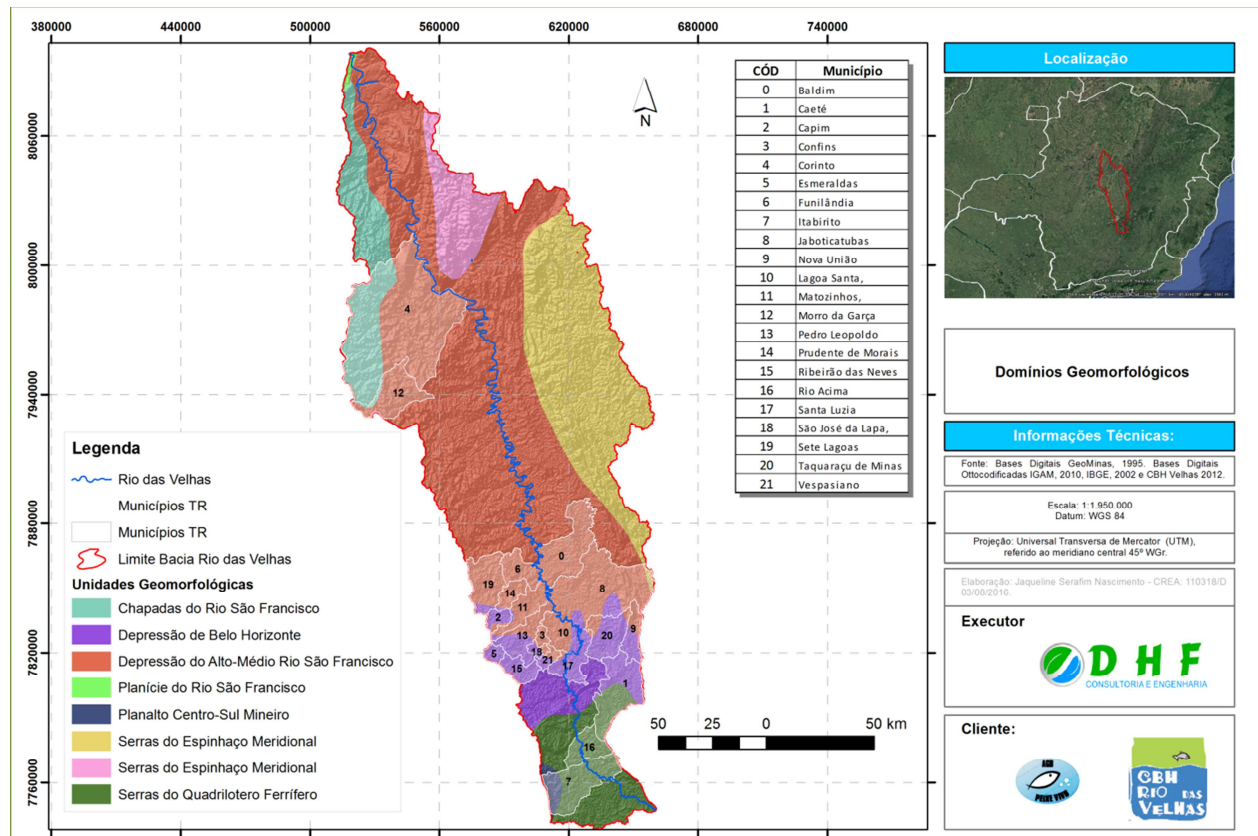 380000 440000 500000 560000 620000 680000 740000
8060000
8000000
7940000
7880000
7820000
7760000
N
4
12
0
6
19
14
8
11
2
13
3
10
20
9
5
18
21
15
17
1
16
7
CÓD Município
0 Baldim
1 Caeté
2 Capim
3 Confins
4 Corinto
5 Esmeraldas
6 Funilândia
7 Itabirito
8 Jaboticatubas
9 Nova União
10 Lagoa Santa,
11 Matozinhos,
12 Morro da Garça
13 Pedro Leopoldo
14 Prudente de Morais
15 Ribeirão das Neves
16 Rio Acima
17 Santa Luzia
18 São José da Lapa,
19 Sete Lagoas
20 Taquaraçu de Minas
21 Vespasiano
Legenda
Rio das Velhas
Municípios TR
Municípios TR
Limite Bacia Rio das Velhas
Unidades Geomorfológicas
Chapadas do Rio São Francisco
Depressão de Belo Horizonte
Depressão do Alto-Médio Rio São Francisco
Planície do Rio São Francisco
Planalto Centro-Sul Mineiro
Serras do Espinhaço Meridional
Serras do Espinhaço Meridional
Serras do Quadrilotero Ferrífero
50 25 0 50 km
Localização
Domínios Geomorfológicos
Informações Técnicas:
Fonte: Bases Digitais GeoMinas, 1995. Bases Digitais
Ottocodificadas IGAM, 2010, IBGE, 2002 e CBH Velhas 2012.
Escala: 1:1.950.000
Datum: WGS 84
Projeção: Universal Transversa de Mercator (UTM),
referido ao meridiano central 45º WGr.
Elaboração: Jaqueline Serafim Nascimento - CREA: 110318/D
03/08/2016.
Executor
DHF
CONSULTORIA E ENGENHARIA
Cliente:
AGB
PEIXE VIVO
CBH
RIO DAS
VELHAS